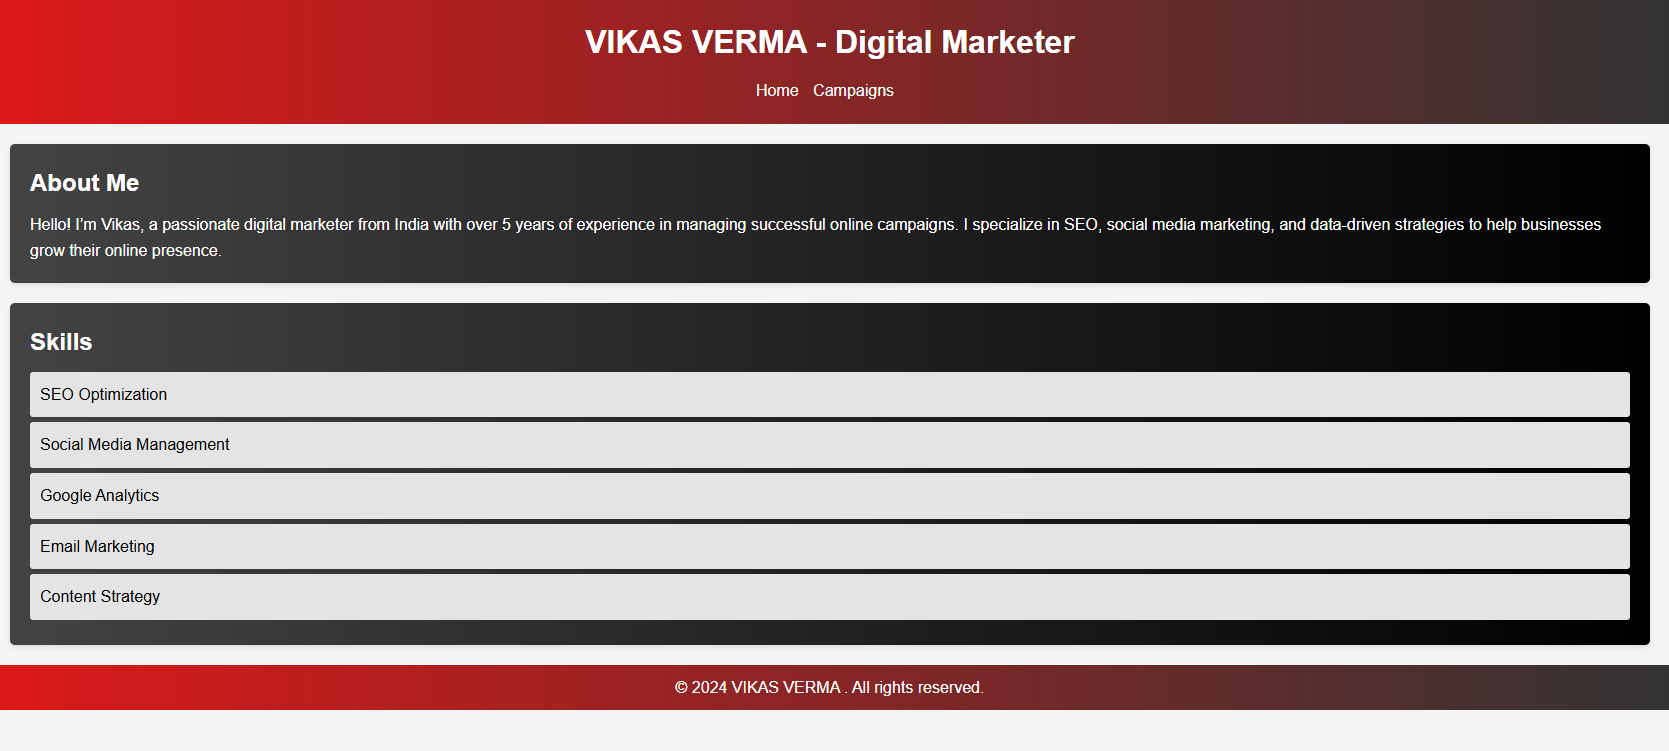 VIKAS VERMA - Digital Marketer
Home Campaigns
About Me
Hello! I’m Vikas, a passionate digital marketer from India with over 5 years of experience in managing successful online campaigns. I specialize in SEO, social media marketing, and data-driven strategies to help businesses
grow their online presence.
Skills
SEO Optimization
Social Media Management
Google Analytics
Email Marketing
Content Strategy
© 2024 VIKAS VERMA . All rights reserved.